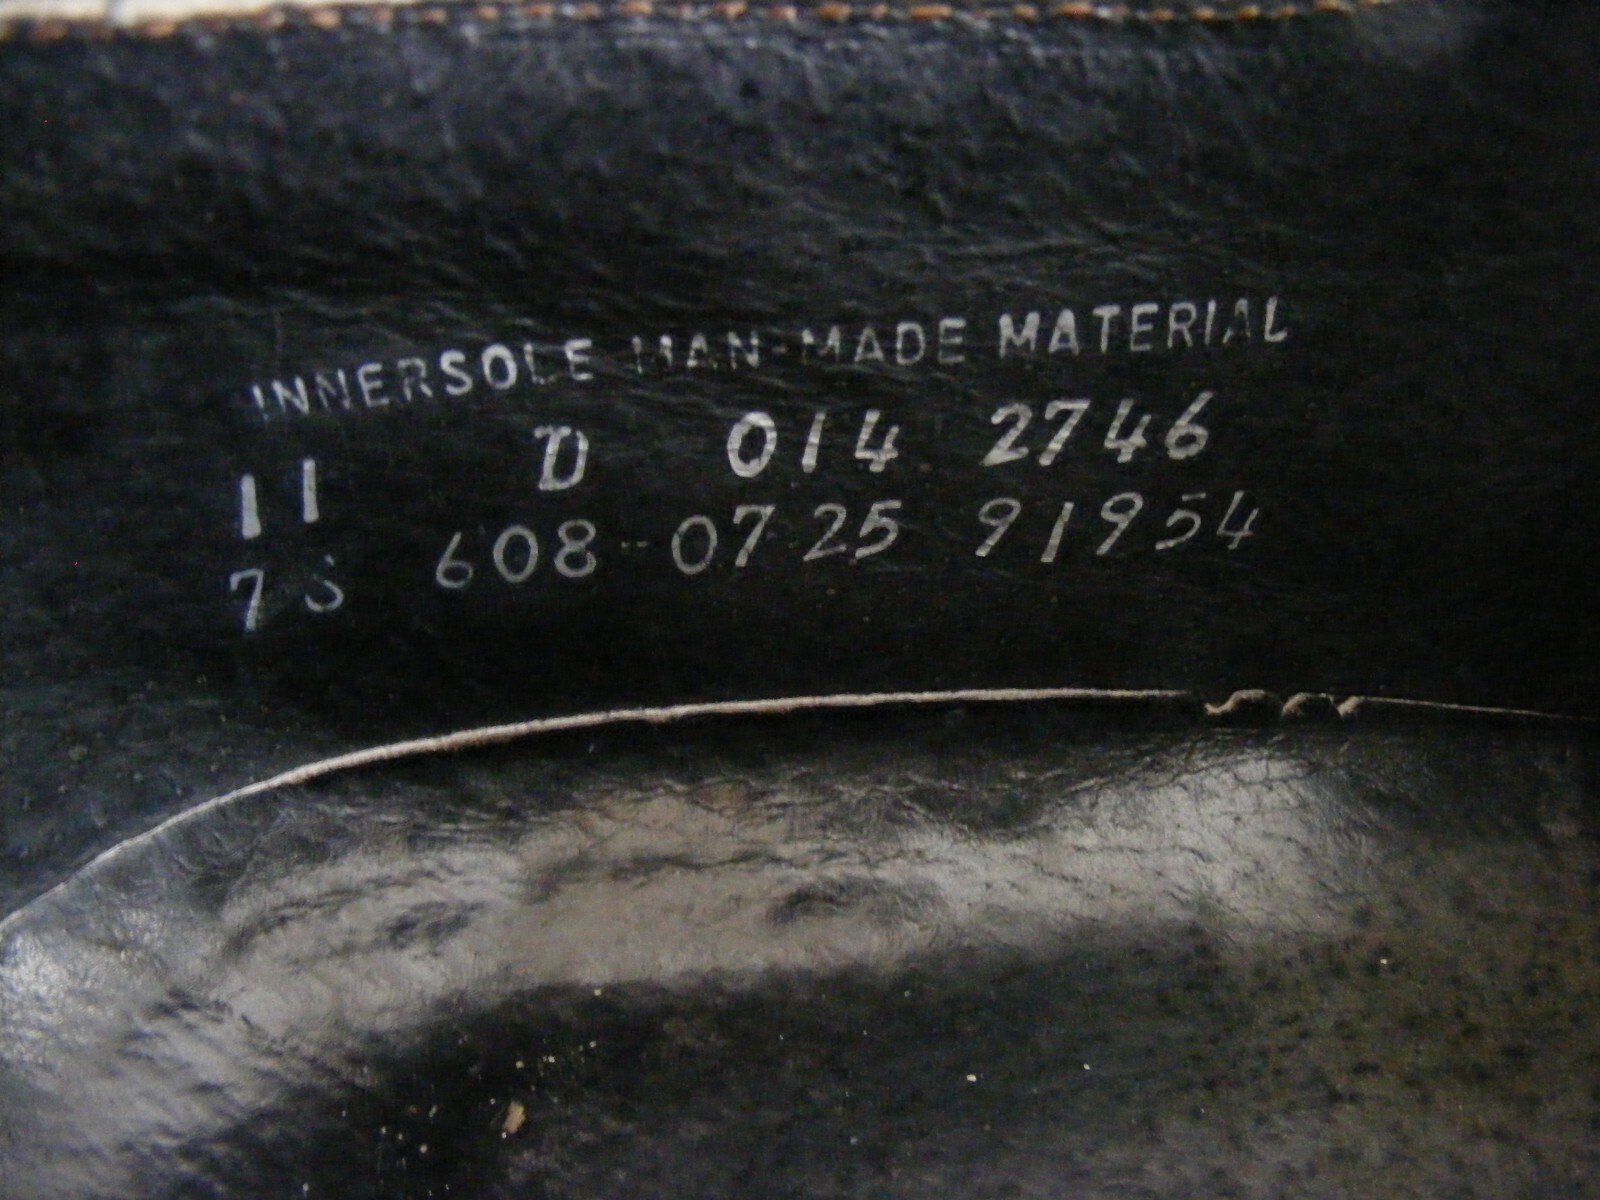 INNERSOLE MAN-MADE MATERIAL
11 D 014 2746
608-0725 91954